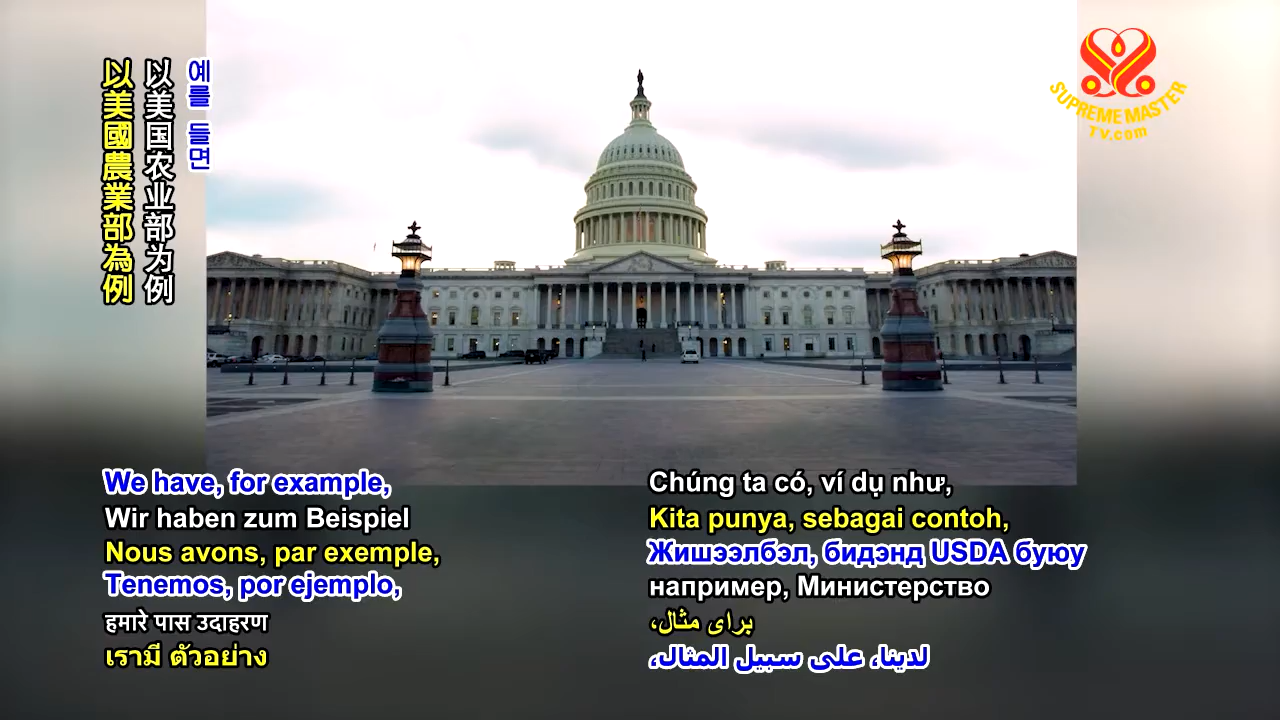 예를 들면
以美国农业部为例
以美國農業部為例
SUPREME MASTER
TV.com
We have, for example,
Wir haben zum Beispiel
Nous avons, par exemple,
Tenemos, por ejemplo,
हमारे पास उदाहरण
เรามี ตัวอย่าง
Chúng ta có, ví dụ như,
Kita punya, sebagai contoh,
Жишээлбэл, бидэнд USDA буюу
например, Министерство
برای مثال،
لدينا، على سبيل المثال،